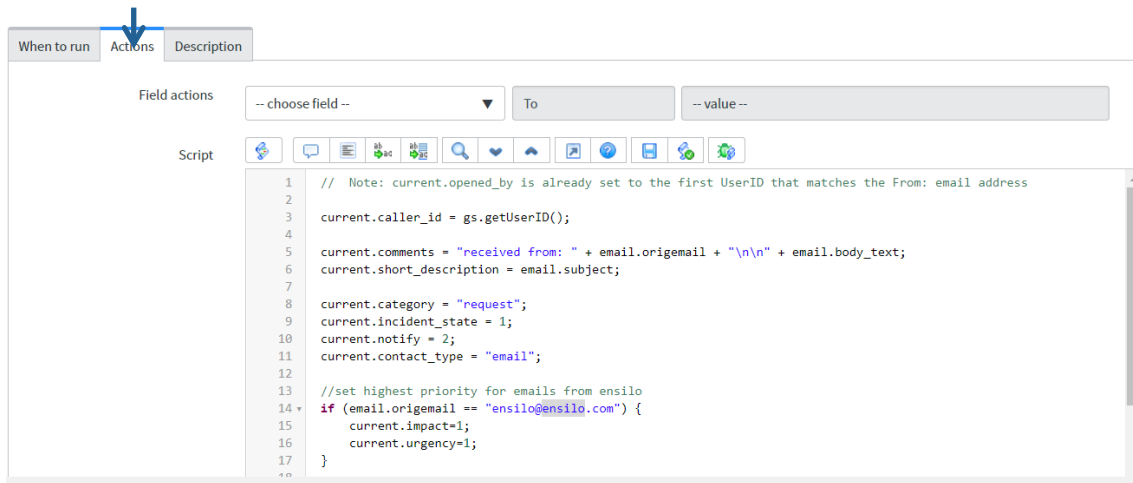 When to run
Actions
Description
Field actions
-- choose field --
To
-- value --
Script
1 // Note: current.opened_by is already set to the first UserID that matches the From: email address
2
3 current.caller_id = gs.getUserID();
4
5 current.comments = "received from: " + email.origemail + "\n\n" + email.body_text;
6 current.short_description = email.subject;
7
8 current.category = "request";
9 current.incident_state = 1;
10 current.notify = 2;
11 current.contact_type = "email";
12
13 //set highest priority for emails from ensilo
14 if (email.origemail == "ensilo@ensilo.com") {
15 current.impact=1;
16 current.urgency=1;
17 }